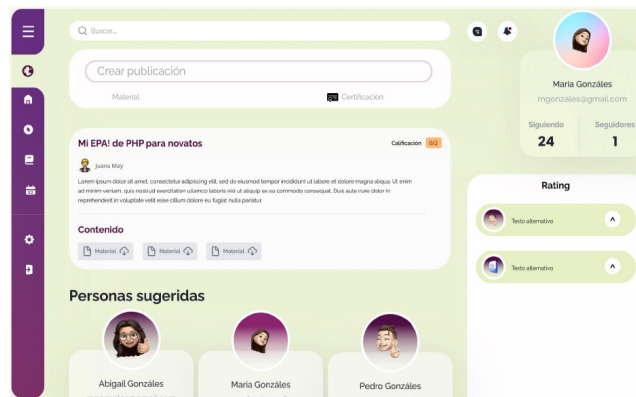 Buscar...
Crear publicación
Material
Certificación
Mi EPA! de PHP para novatos
Calificación 0/2
Juana May
Lorem ipsum dolor sit amet, consectetur adipiscing elit, sed do eiusmod tempor incididunt ut labore et dolore magna aliqua. Ut enim
ad minim veniam, quis nostrud exercitation ullamco laboris nisi ut aliquip ex ea commodo consequat. Duis aute irure dolor in
reprehenderit in voluptate velit esse cillum dolore eu fugiat nulla pariatur.
Contenido
Material
Material
Material
Personas sugeridas
Abigail Gonzáles
Maria Gonzáles
Pedro Gonzáles
Maria Gonzáles
mgonzales@gmail.com
Siguiendo
24
Seguidores
1
Rating
Texto alternativo
Texto alternativo